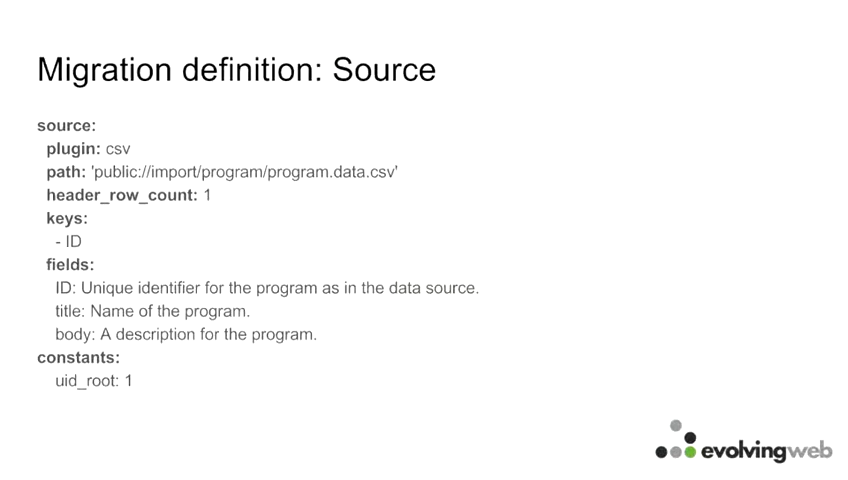 Migration definition: Source
source:
plugin: csv
path: 'public://import/program/program.data.csv'
header_row_count: 1
keys:
- ID
fields:
ID: Unique identifier for the program as in the data source.
title: Name of the program.
body: A description for the program.
constants:
uid_root: 1
evolvingweb